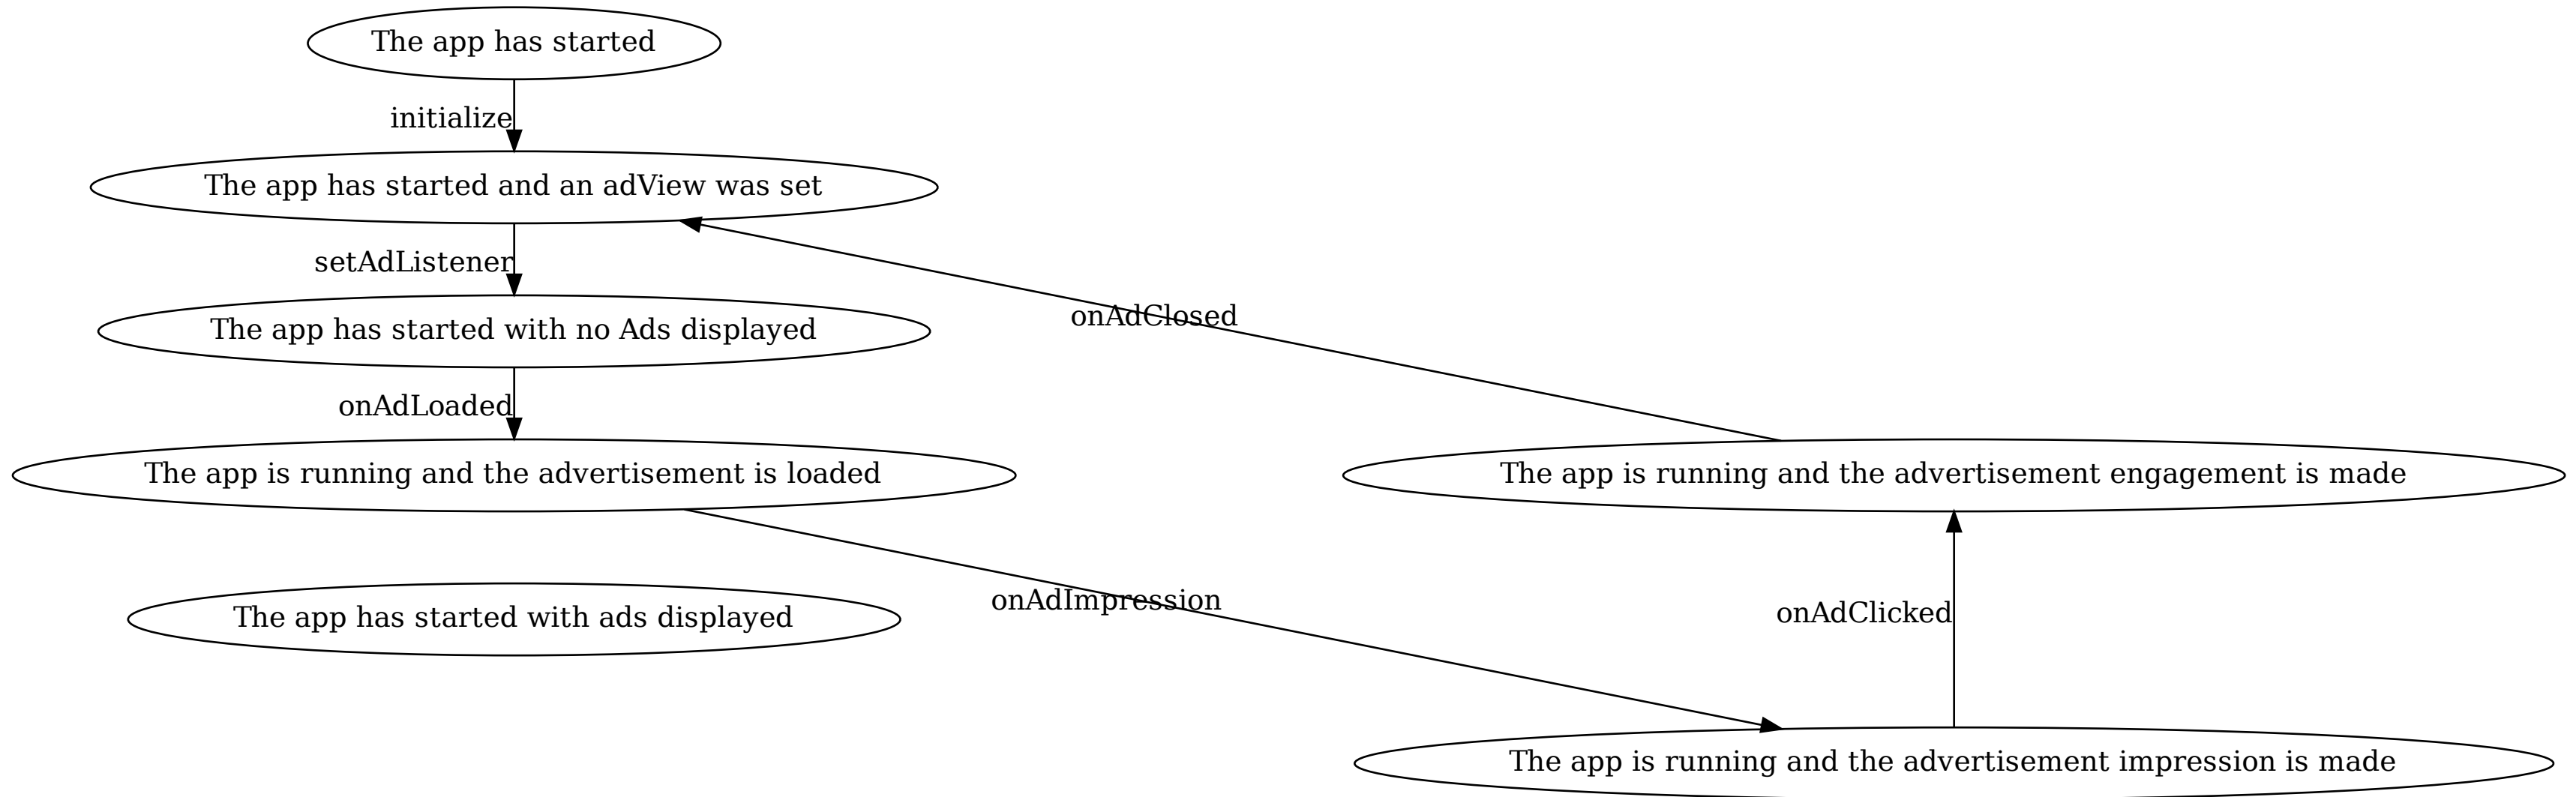 The app has started
initialize
The app has started and an adView was set
setAdListener
The app has started with no Ads displayed
onAdClosed
onAdLoaded
The app is running and the advertisement is loaded
The app is running and the advertisement engagement is made
onAdImpression
onAdClicked
The app has started with ads displayed
The app is running and the advertisement impression is made